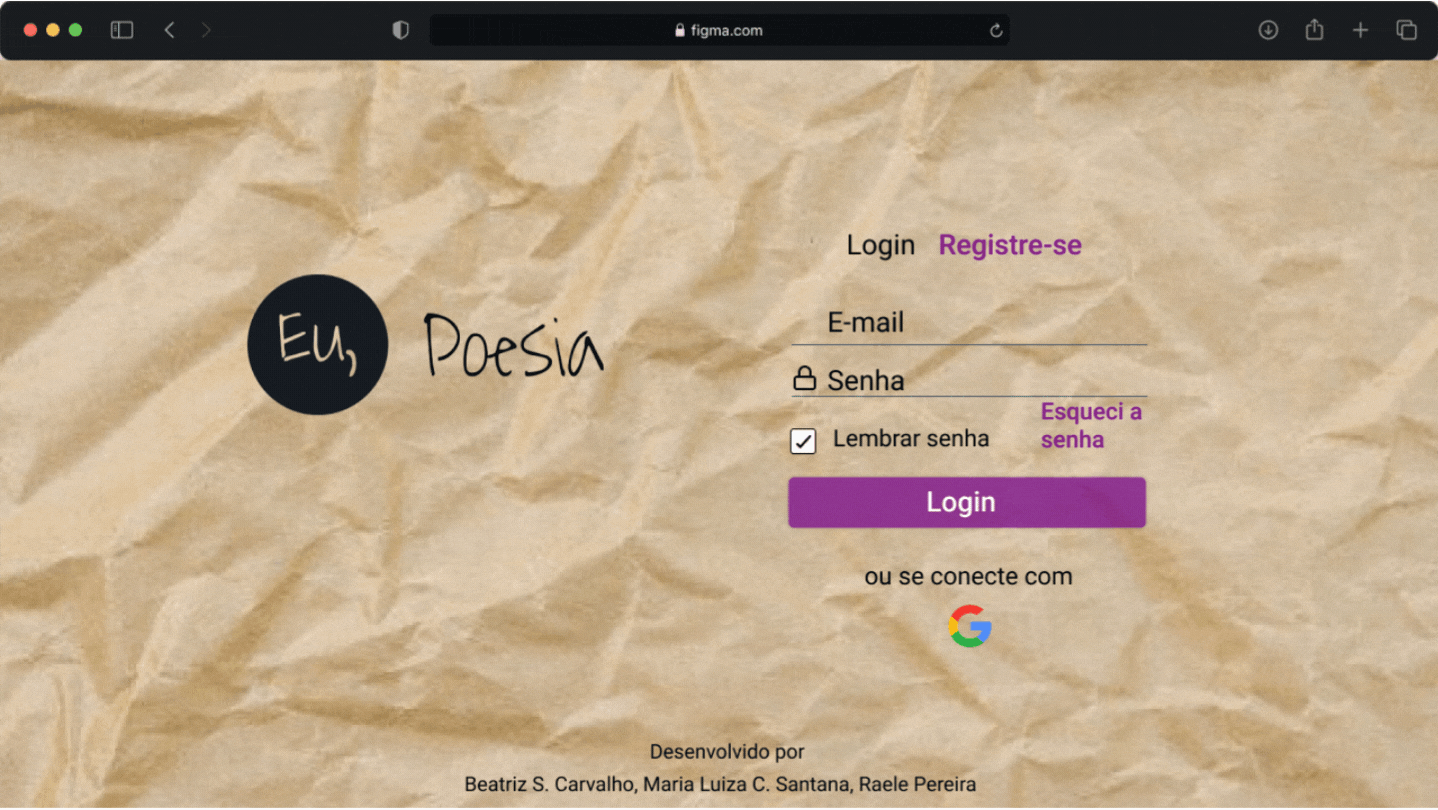 figma.com
Login Registre-se
Eu, Poesia
E-mail
Senha
Esqueci a
senha
Lembrar senha
Login
ou se conecte com
G
Desenvolvido por
Beatriz S. Carvalho, Maria Luiza C. Santana, Raele Pereira